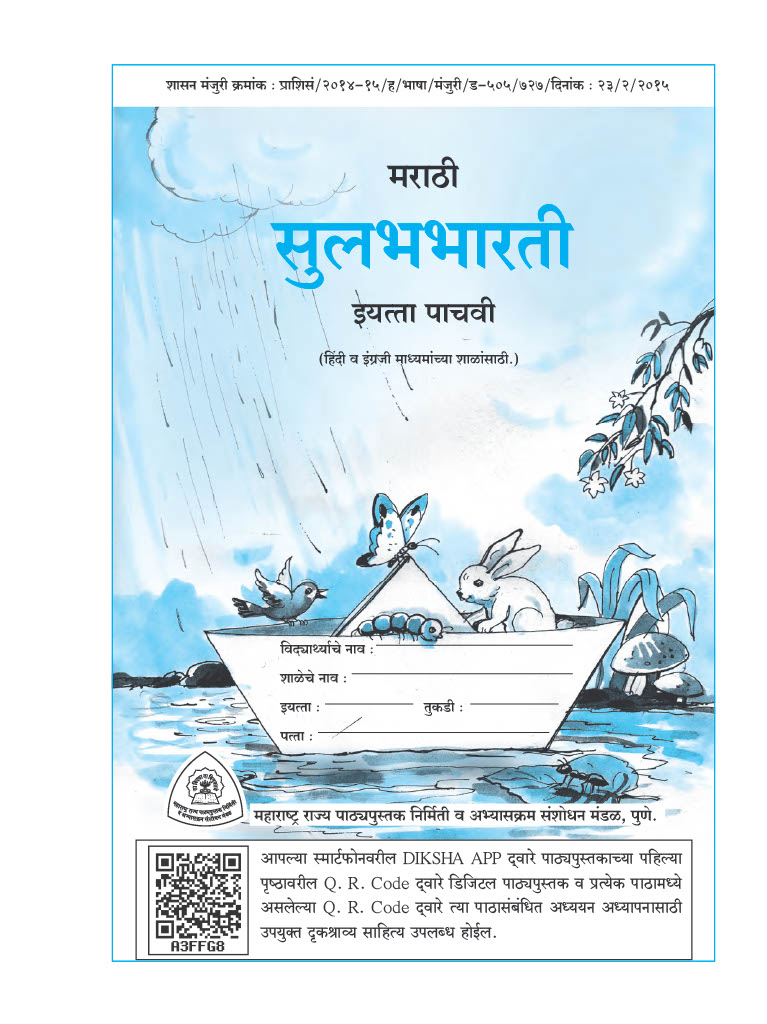 शासन मंजुरी क्रमांक : प्राशिसं/२०१४-१५/ह/भाषा/मंजुरी/ड-५०५/७२७/दिनांक : २३/२/२०१५
मराठी
सुलभभारती
इयत्ता पाचवी
(हिंदी व इंग्रजी माध्यमांच्या शाळांसाठी.)
विद्यार्थ्याचे नाव :
शाळेचे नाव :
इयत्ता : तुकडी :
पत्ता :
महाराष्ट्र राज्य पाठ्यपुस्तक निर्मिती व अभ्यासक्रम संशोधन मंडळ, पुणे.
आपल्या स्मार्टफोनवरील DIKSHA APP द्वारे पाठ्यपुस्तकाच्या पहिल्या
पृष्ठावरील Q. R. Code द्वारे डिजिटल पाठ्यपुस्तक व प्रत्येक पाठामध्ये
असलेल्या Q. R. Code द्वारे त्या पाठासंबंधित अध्ययन अध्यापनासाठी
उपयुक्त दृकश्राव्य साहित्य उपलब्ध होईल.
A3FFG8